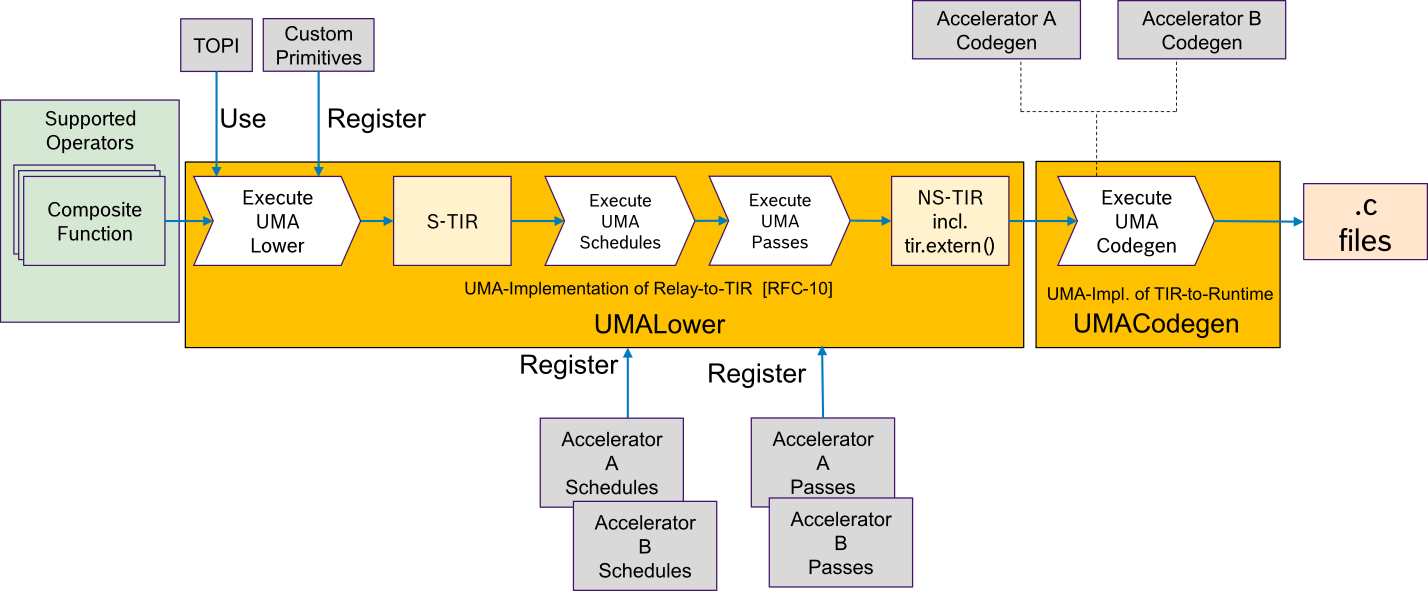 TOPI
Custom
Primitives
Accelerator A
Codegen
Accelerator B
Codegen
Use
Register
Supported
Operators
Composite
Function
Execute
UMA
Lower
S-TIR
Execute
UMA
Schedules
Execute
UMA
Passes
NS-TIR
incl.
tir.extern()
Execute
UMA
Codegen
.c
files
UMA-Implementation of Relay-to-TIR [RFC-10]
UMALower
UMA-Impl. of TIR-to-Runtime
UMACodegen
Register
Register
Accelerator
A
Schedules
Accelerator
B
Schedules
Accelerator
A
Passes
Accelerator
B
Passes